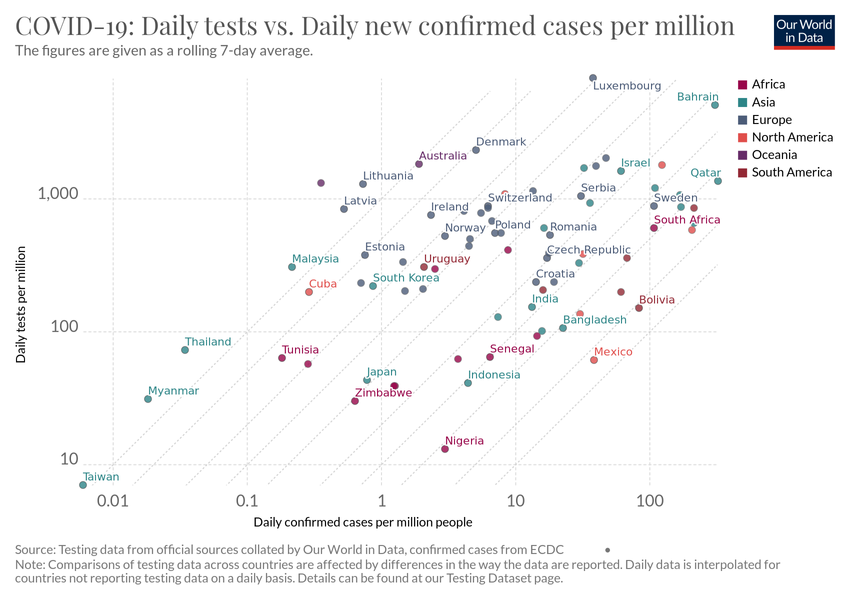 COVID-19: Daily tests vs. Daily new confirmed cases per million
The figures are given as a rolling 7-day average.
Our World
in Data
Luxembourg
Bahrain
Africa
Asia
Europe
North America
Oceania
South America
Denmark
Australia
Israel
Lithuania
Qatar
1,000
Latvia
Switzerland
Serbia
Ireland
Sweden
Norway
Poland
Romania
South Africa
Estonia
Czech Republic
Malaysia
Uruguay
Cuba
South Korea
Croatia
India
Bolivia
Daily tests per million
100
Bangladesh
Thailand
Tunisia
Senegal
Mexico
Japan
Indonesia
Myanmar
Zimbabwe
Nigeria
10
Taiwan
0.01
0.1
1
10
100
Daily confirmed cases per million people
Source: Testing data from official sources collated by Our World in Data, confirmed cases from ECDC
Note: Comparisons of testing data across countries are affected by differences in the way the data are reported. Daily data is interpolated for
countries not reporting testing data on a daily basis. Details can be found at our Testing Dataset page.